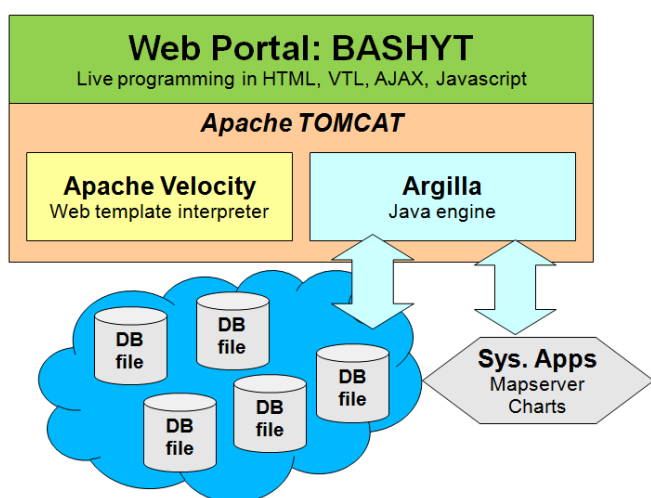 Web Portal: BASHYT
Live programming in HTML, VTL, AJAX, Javascript
Apache TOMCAT
Apache Velocity
Web template interpreter
Argilla
Java engine
DB
file
DB
file
DB
file
DB
file
DB
file
Sys. Apps
Mapserver
Charts